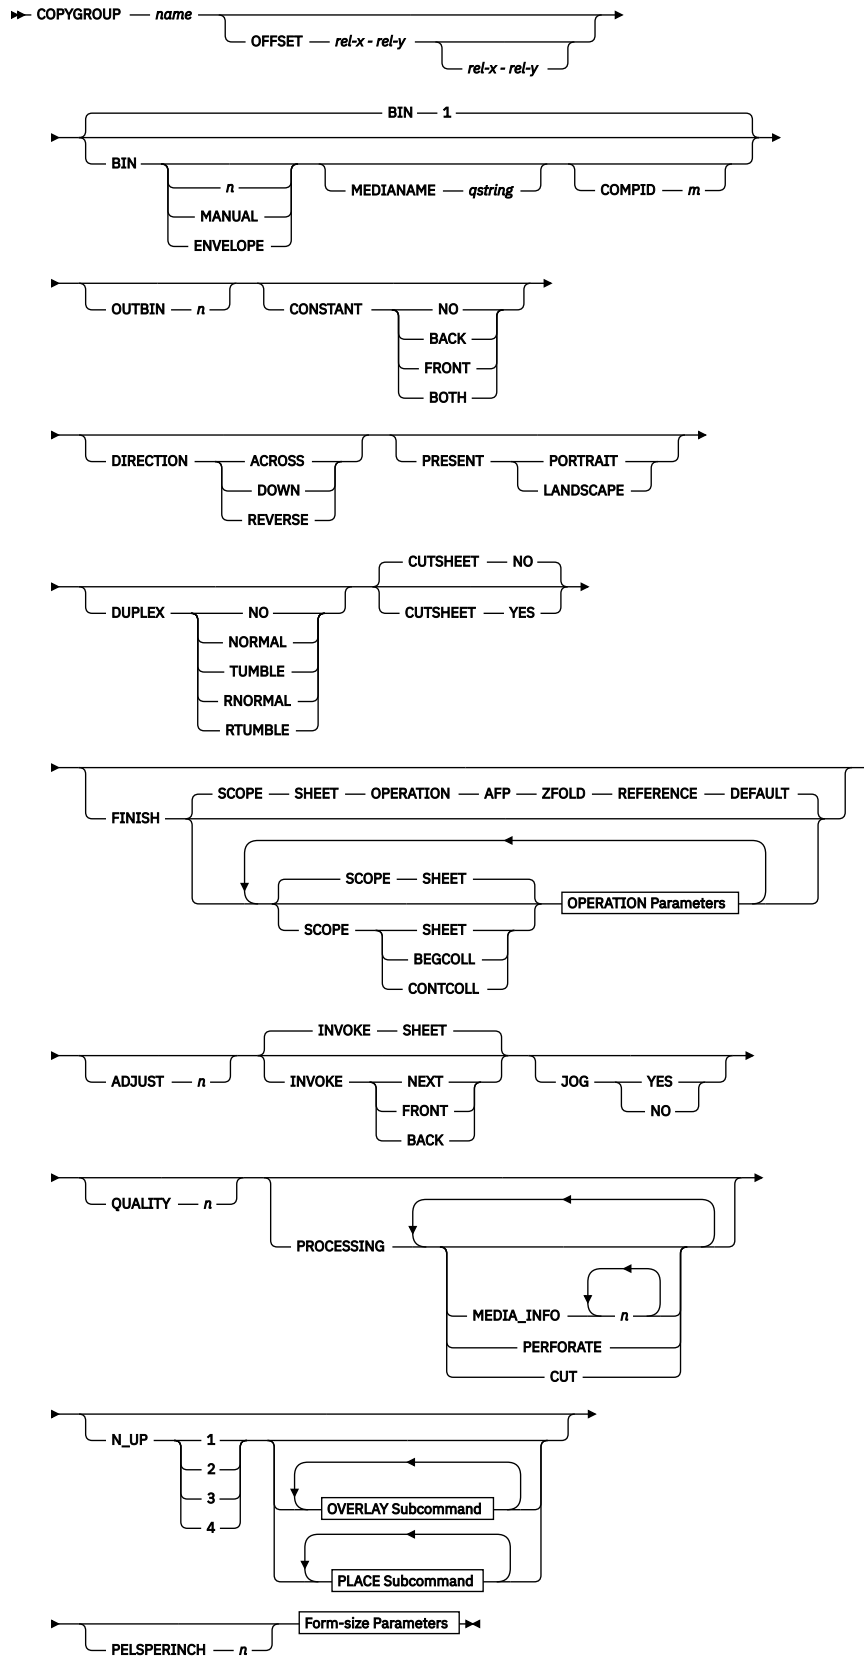 COPYGROUP name
OFFSET rel-x - rel-y
rel-x - rel-y
BIN 1
BIN
n MEDIANAME qstring COMPID m
MANUAL
ENVELOPE
OUTBIN n CONSTANT NO
BACK
FRONT
BOTH
DIRECTION ACROSS PRESENT PORTRAIT
DOWN LANDSCAPE
REVERSE
CUTSHEET NO
DUPLEX NO CUTSHEET YES
NORMAL
TUMBLE
RNORMAL
RTUMBLE
SCOPE SHEET OPERATION AFP ZFOLD REFERENCE DEFAULT
FINISH
SCOPE SHEET
OPERATION Parameters
SCOPE SHEET
BEGCOLL
CONTCOLL
INVOKE SHEET
ADJUST n INVOKE NEXT JOG YES
FRONT NO
BACK
QUALITY n
PROCESSING
MEDIA_INFO n
PERFORATE
CUT
N_UP 1
2
3
4
OVERLAY Subcommand
PLACE Subcommand
Form-size Parameters
PELSPERINCH n